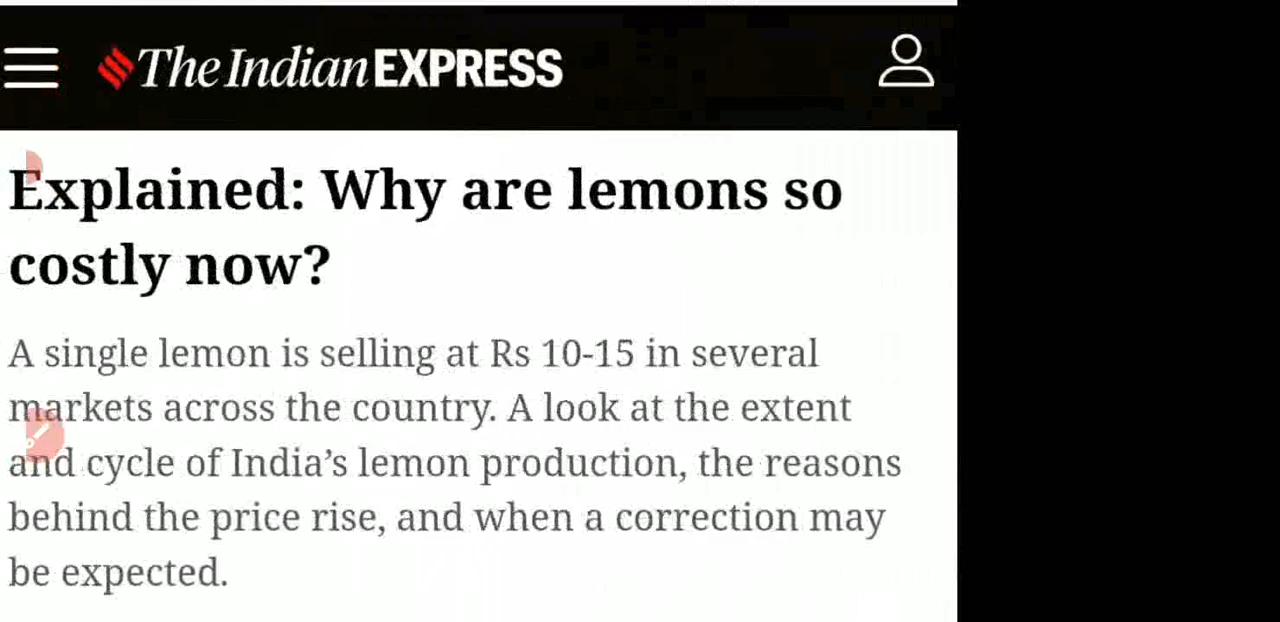 The Indian EXPRESS
Explained: Why are lemons so
costly now?
A single lemon is selling at Rs 10-15 in several
markets across the country. A look at the extent
and cycle of India’s lemon production, the reasons
behind the price rise, and when a correction may
be expected.